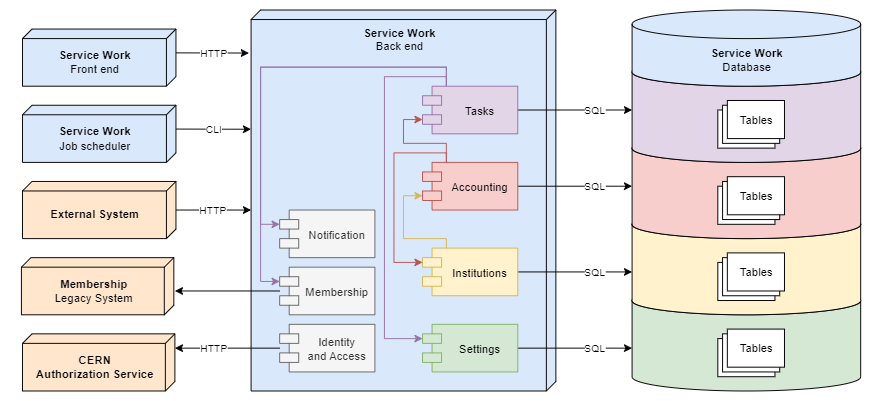 Service Work
Front end
HTTP
Service Work
Job scheduler
CLI
External System
HTTP
Membership
Legacy System
CERN
Authorization Service
HTTP
Service Work
Back end
Tasks
Accounting
Notification
Institutions
Membership
Identity
and Access
Settings
SQL
SQL
SQL
SQL
Service Work
Database
Tables
Tables
Tables
Tables